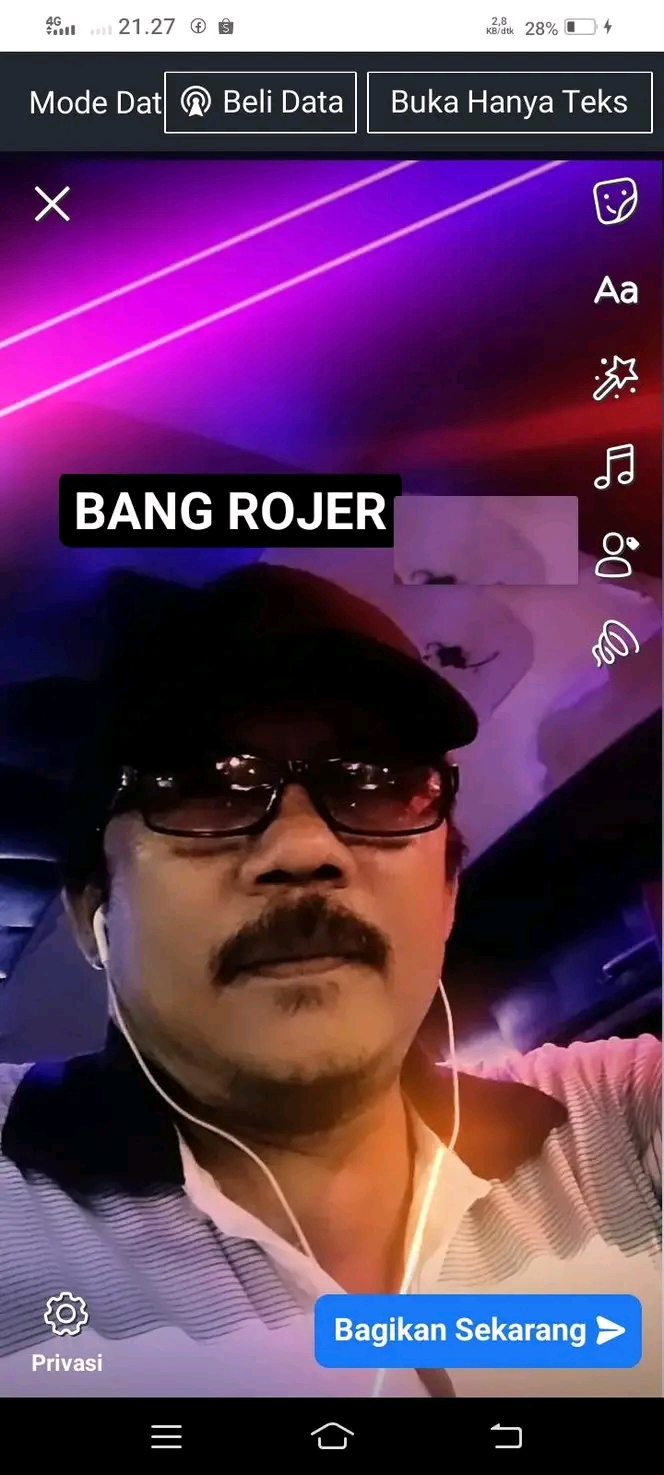 4G 21.27 2,8 KB/dtk 28%
Mode Dat Beli Data Buka Hanya Teks
Aa
BANG ROJER
Bagikan Sekarang
Privasi